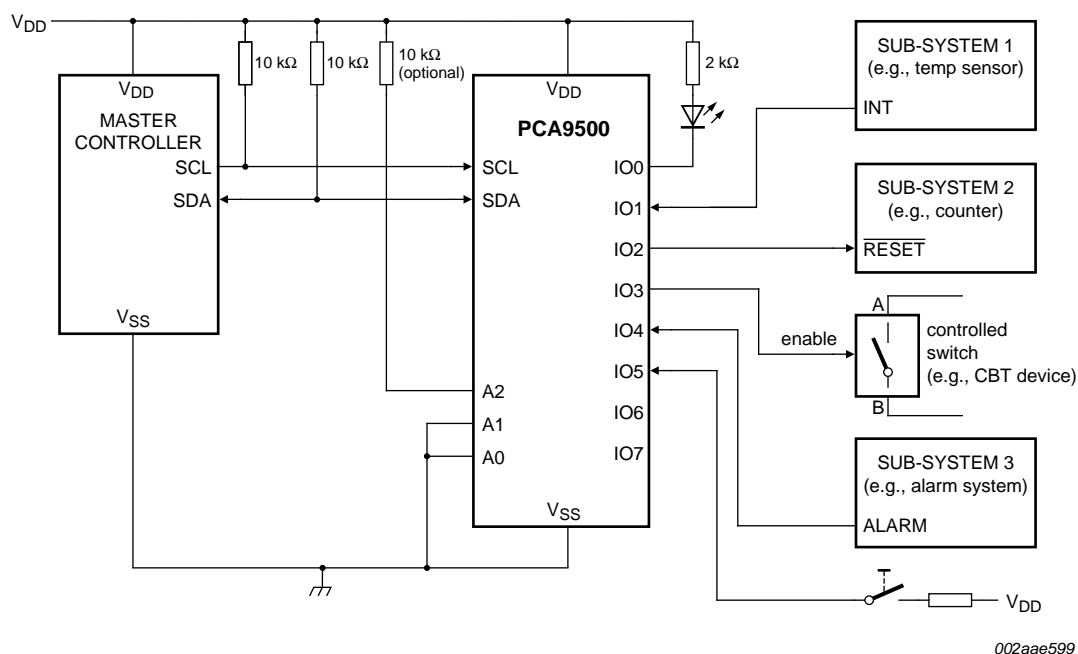 VDD
10 kΩ
10 kΩ
10 kΩ
(optional)
2 kΩ
VDD
MASTER
CONTROLLER
SCL
SDA
VSS
VDD
PCA9500
SCL
SDA
A2
A1
A0
VSS
IO0
IO1
IO2
IO3
IO4
IO5
IO6
IO7
SUB-SYSTEM 1
(e.g., temp sensor)
INT
SUB-SYSTEM 2
(e.g., counter)
RESET
enable
A
B
controlled
switch
(e.g., CBT device)
SUB-SYSTEM 3
(e.g., alarm system)
ALARM
VDD
002aae599